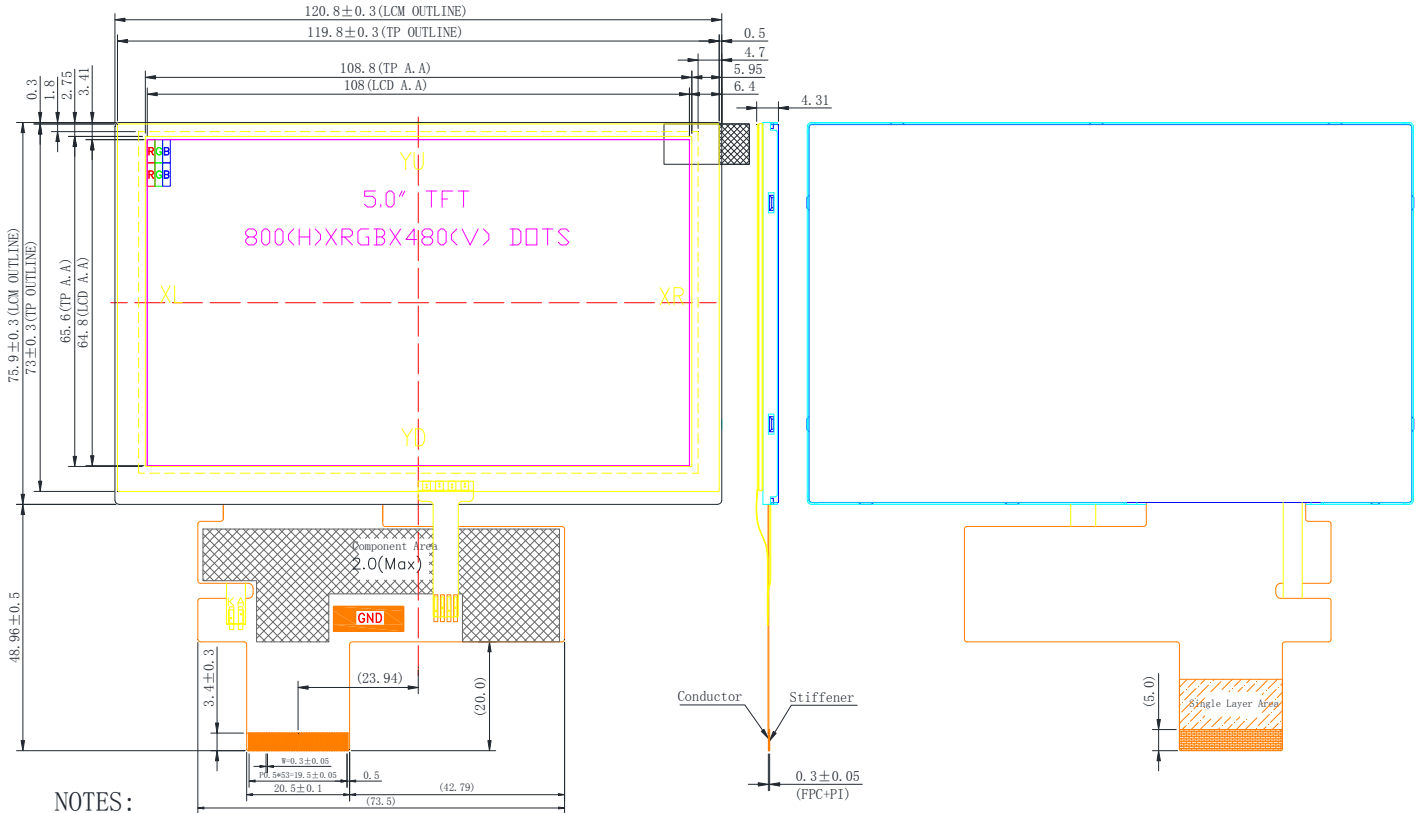 120.8±0.3(LCM OUTLINE)
119.8±0.3(TP OUTLINE)
0.5
4.7
108.8(TP A.A)
5.95
108(LCD A.A)
6.4
0.3
1.8
2.75
3.41
4.31
R G B
R G B
YU
5.0" TFT
800(H)XRGBX480(V) DOTS
XL
XR
YD
75.9±0.3(LCM OUTLINE)
73±0.3(TP OUTLINE)
65.6(TP A.A)
64.8(LCD A.A)
Component Area
2.0(Max)
GND
48.96±0.5
3.4±0.3
(23.94)
(20.0)
Conductor
Stiffener
(5.0)
Single Layer Area
W=0.3±0.05
P0.5*53=19.5±0.05
0.5
20.5±0.1
(42.79)
(73.5)
0.3±0.05
(FPC+PI)
NOTES: